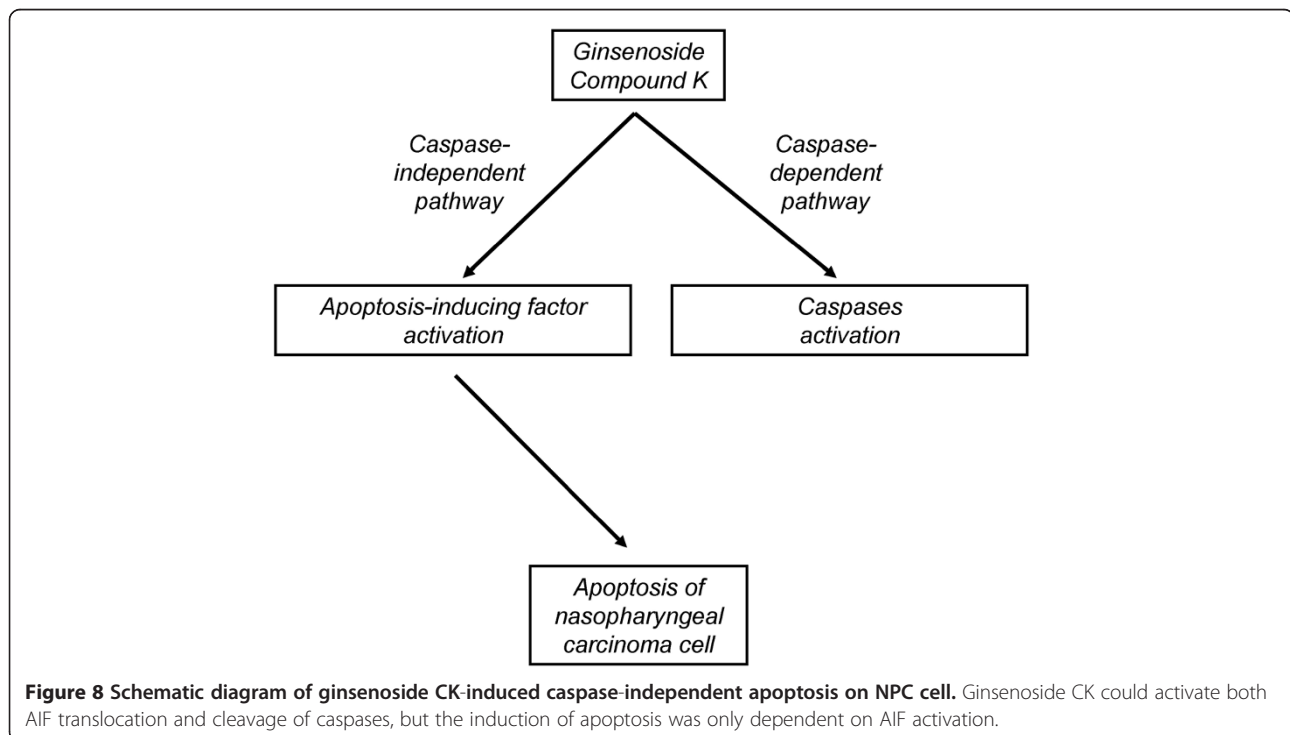 Ginsenoside
Compound K
Caspase-
independent
pathway
Caspase-
dependent
pathway
Apoptosis-inducing factor
activation
Caspases
activation
Apoptosis of
nasopharyngeal
carcinoma cell
Figure 8 Schematic diagram of ginsenoside CK-induced caspase-independent apoptosis on NPC cell. Ginsenoside CK could activate both
AIF translocation and cleavage of caspases, but the induction of apoptosis was only dependent on AIF activation.